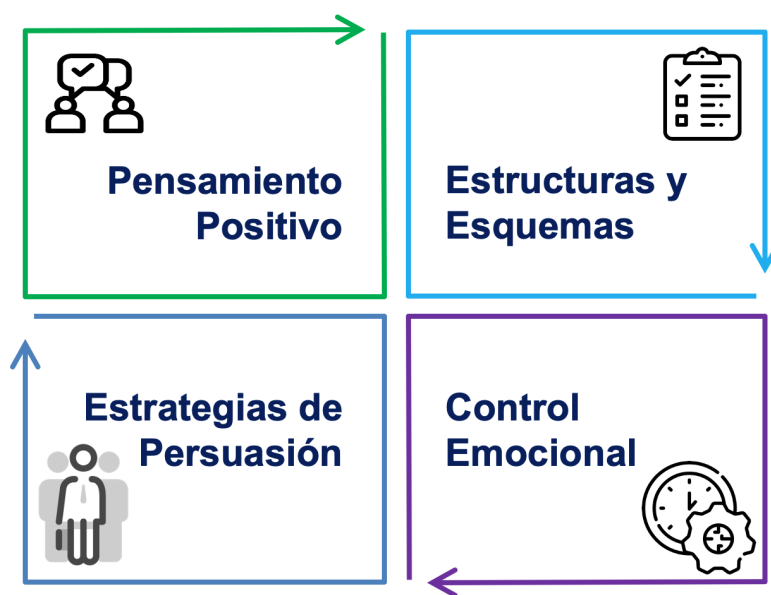 Pensamiento
Positivo
Estructuras y
Esquemas
Estrategias de
Persuasión
Control
Emocional